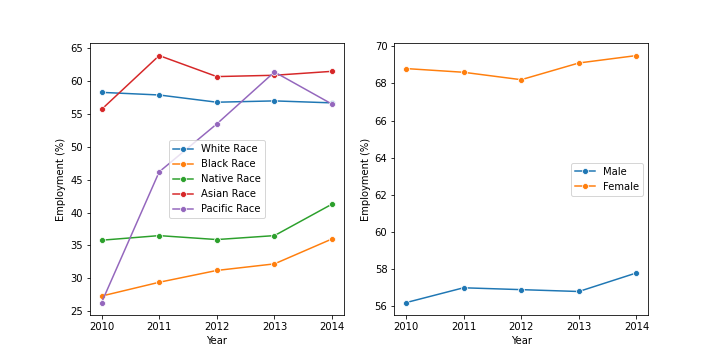 65
60
55
50
45
40
35
30
25
Employment (%)
White Race
Black Race
Native Race
Asian Race
Pacific Race
2010 2011 2012 2013 2014
Year
70
68
66
64
62
60
58
56
Employment (%)
Male
Female
2010 2011 2012 2013 2014
Year